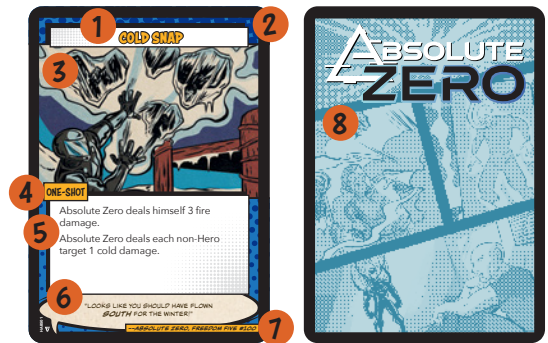 1
2
COLD SNAP
3
4
ONE-SHOT
Absolute Zero deals himself 3 fire
damage.
5
Absolute Zero deals each non-Hero
target 1 cold damage.
6
"LOOKS LIKE YOU SHOULD HAVE FLOWN
SOUTH FOR THE WINTER!"
--ABSOLUTE ZERO, FREEDOM FIVE #100
7
ABSOLUTE
ZERO
8